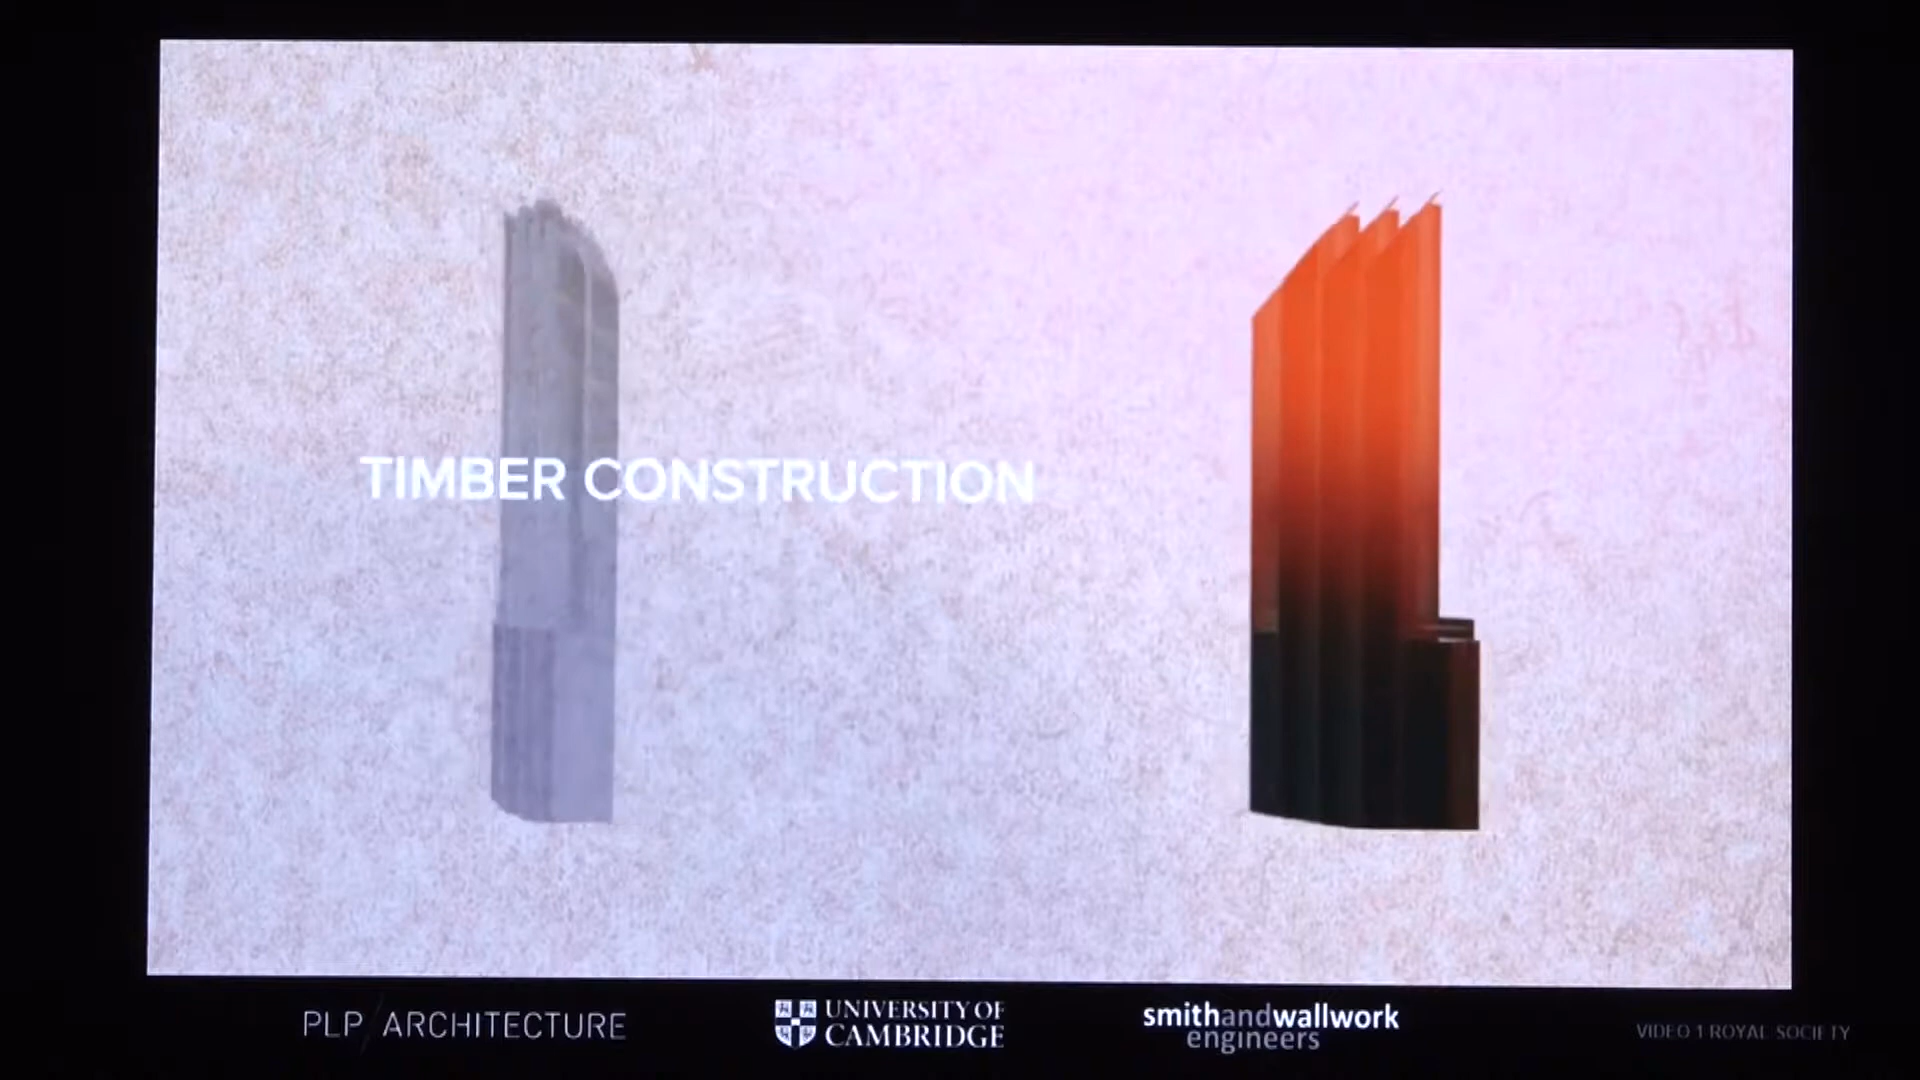 TIMBER CONSTRUCTION
PLP/ARCHITECTURE
UNIVERSITY OF
CAMBRIDGE
smithandwallwork
engineers
VIDEO 1 ROYAL SOCIETY